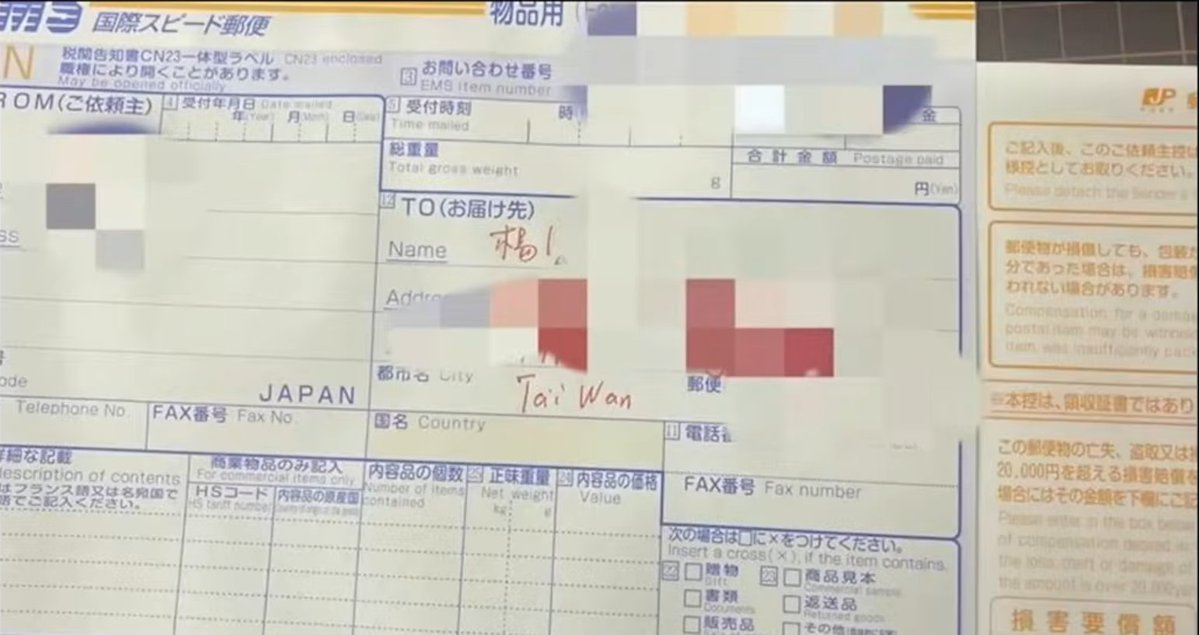 EMS 国際スピード郵便
物品用
N
税関告知書CN23一体型ラベル CN23 enclosed
職権により開くことがあります。
May be opened officially
3 お問い合わせ番号
EMS item number
ROM(ご依頼主)
4 受付年月日 Date mailed
年(Year) 月(Month) 日(Day)
5 受付時刻
Time mailed
時
金
総重量
Total gross weight
g
合計金額 Postage paid
円(Yen)
12 TO(お届け先)
Name 楊
都市名 City
Tai Wan
郵便
JAPAN
ode
Telephone No.
FAX番号 Fax No.
国名 Country
11 電話
FAX番号 Fax number
詳細な記載
description of contents
はフランス語又は名宛国で
語でご記入ください。
商業物品のみ記入
For commercial items only
HSコード
HS tariff number
内容品の原産国
内容品の個数
Number of items
contained
25 正味重量
Net weight
kg g
24 内容品の価格
Value
次の場合は□に×をつけてください。
Insert a cross(×), if the item contains.
22 贈物
Gift
23 商品見本
Commercial sample
書類
Documents
返送品
Returned goods
販売品
その他
JP
ご記入後、このご依頼主控は
様控としてお取りください。
Please detach the Sender's
郵便物が損傷しても、包装が
分であった場合は、損害賠償
われない場合があります。
Compensation for a damaged
postal item may be
item was insufficiently packed
※本控は、領収証書ではあり
この郵便物の亡失、盗取又は
20,000円を超える損害賠償を
場合にはその金額を下欄にご記
Please enter in the box below
of compensation desired in
the loss, theft or damage of
the amount is over 20,000yen
損害要償額